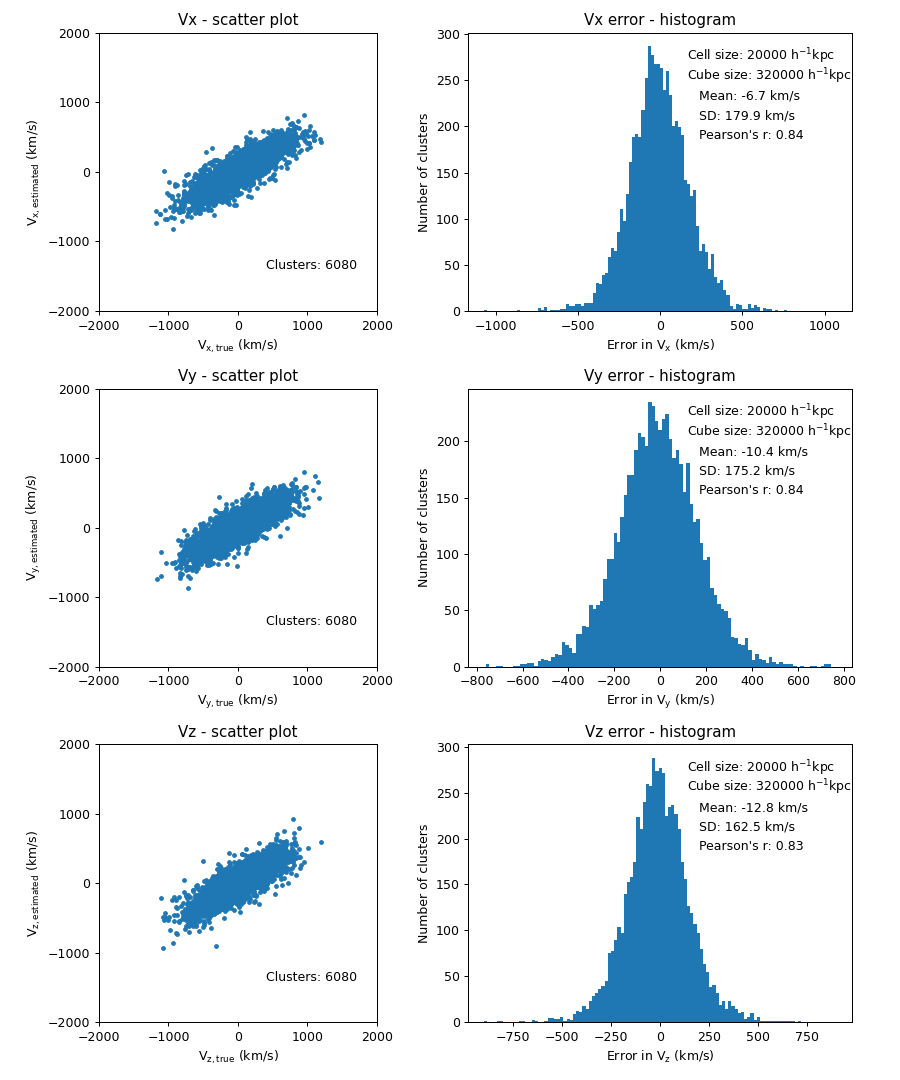 Vx - scatter plot
2000
1000
0
−1000
−2000
−2000 −1000 0 1000 2000
V_x, estimated (km/s)
V_x, true (km/s)
Clusters: 6080
Vx error - histogram
300
250
200
150
100
50
0
−1000 −500 0 500 1000
Number of clusters
Error in V_x (km/s)
Cell size: 20000 h⁻¹kpc
Cube size: 320000 h⁻¹kpc
Mean: -6.7 km/s
SD: 179.9 km/s
Pearson's r: 0.84
Vy - scatter plot
2000
1000
0
−1000
−2000
−2000 −1000 0 1000 2000
V_y, estimated (km/s)
V_y, true (km/s)
Clusters: 6080
Vy error - histogram
200
150
100
50
0
−800 −600 −400 −200 0 200 400 600 800
Number of clusters
Error in V_y (km/s)
Cell size: 20000 h⁻¹kpc
Cube size: 320000 h⁻¹kpc
Mean: -10.4 km/s
SD: 175.2 km/s
Pearson's r: 0.84
Vz - scatter plot
2000
1000
0
−1000
−2000
−2000 −1000 0 1000 2000
V_z, estimated (km/s)
V_z, true (km/s)
Clusters: 6080
Vz error - histogram
300
250
200
150
100
50
0
−750 −500 −250 0 250 500 750
Number of clusters
Error in V_z (km/s)
Cell size: 20000 h⁻¹kpc
Cube size: 320000 h⁻¹kpc
Mean: -12.8 km/s
SD: 162.5 km/s
Pearson's r: 0.83